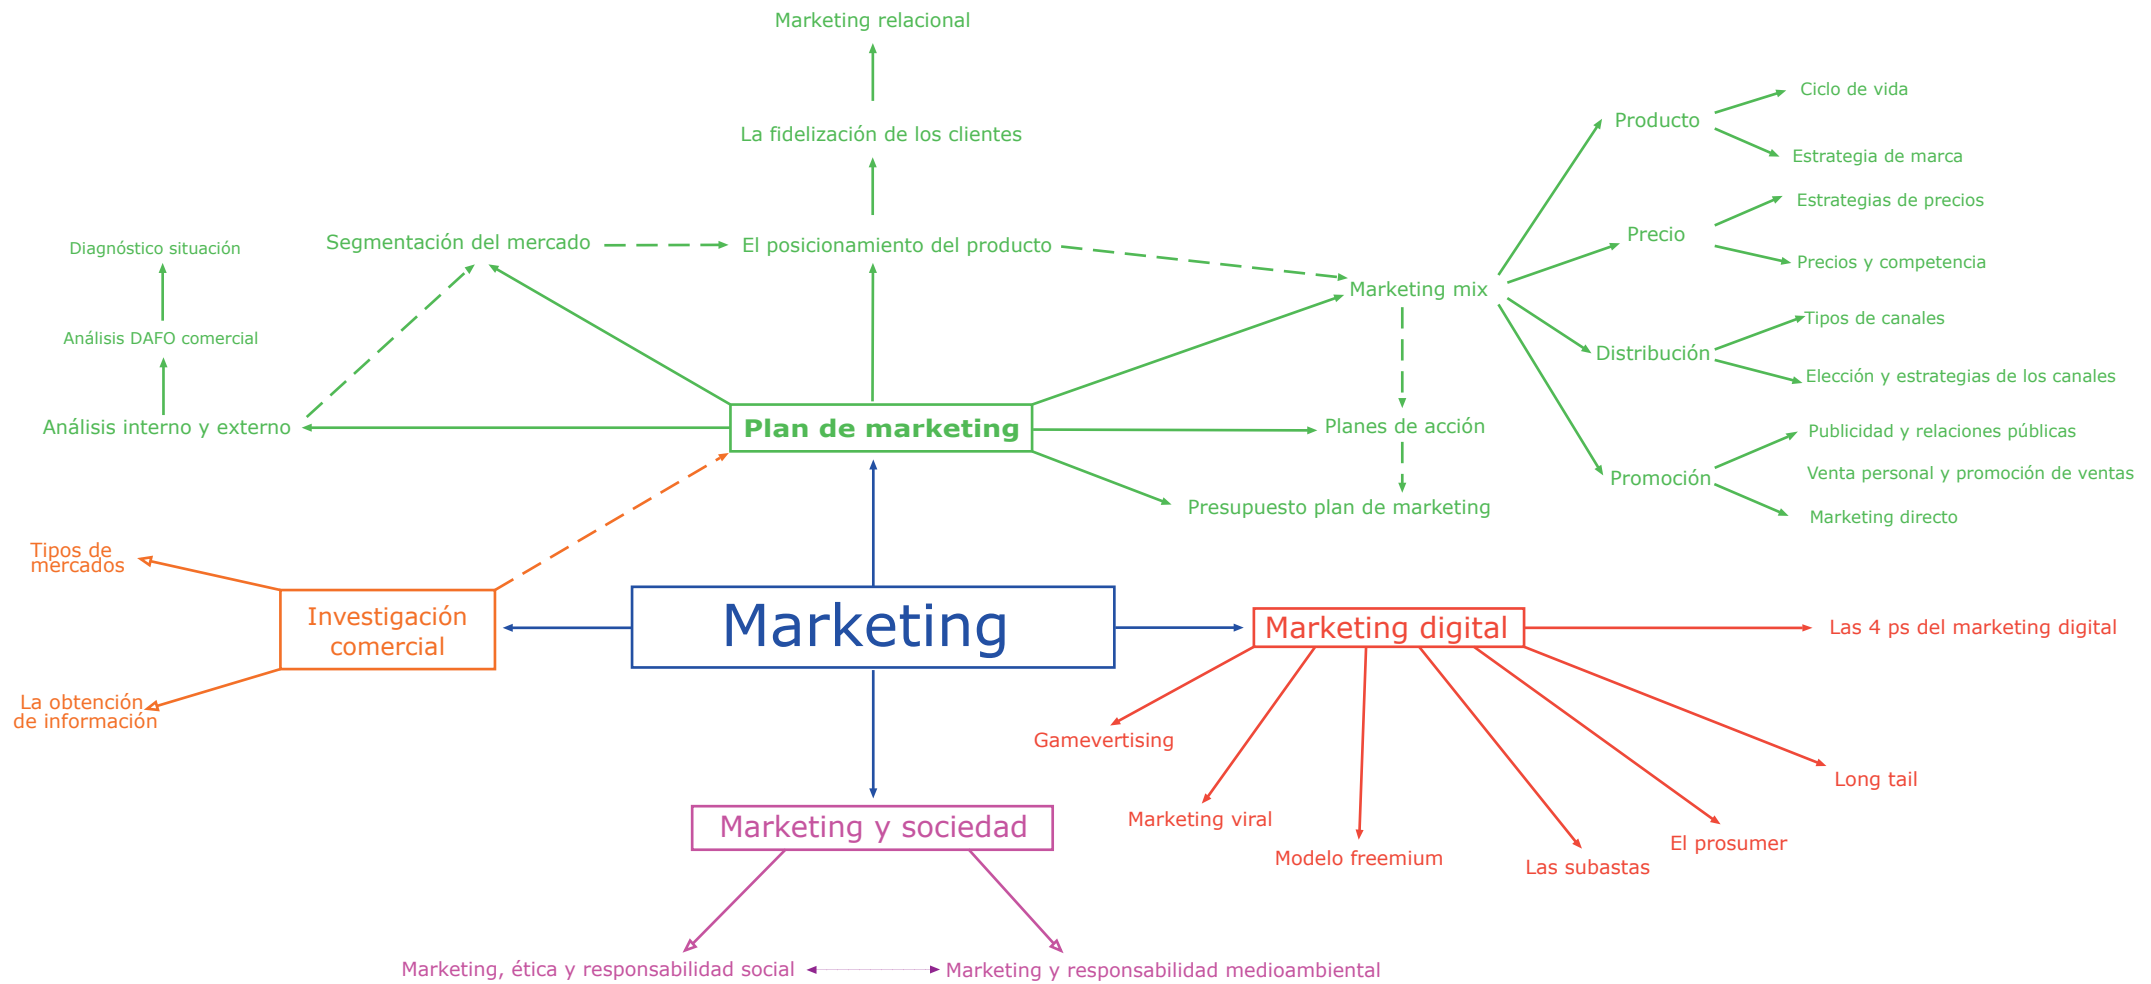 Marketing relacional
La fidelización de los clientes
Segmentación del mercado
El posicionamiento del producto
Diagnóstico situación
Análisis DAFO comercial
Análisis interno y externo
Plan de marketing
Marketing mix
Planes de acción
Presupuesto plan de marketing
Producto
Ciclo de vida
Estrategia de marca
Precio
Estrategias de precios
Precios y competencia
Distribución
Tipos de canales
Elección y estrategias de los canales
Promoción
Publicidad y relaciones públicas
Venta personal y promoción de ventas
Marketing directo
Tipos de
mercados
Investigación
comercial
La obtención
de información
Marketing
Marketing digital
Las 4 ps del marketing digital
Gamevertising
Marketing viral
Modelo freemium
Las subastas
El prosumer
Long tail
Marketing y sociedad
Marketing, ética y responsabilidad social
Marketing y responsabilidad medioambiental